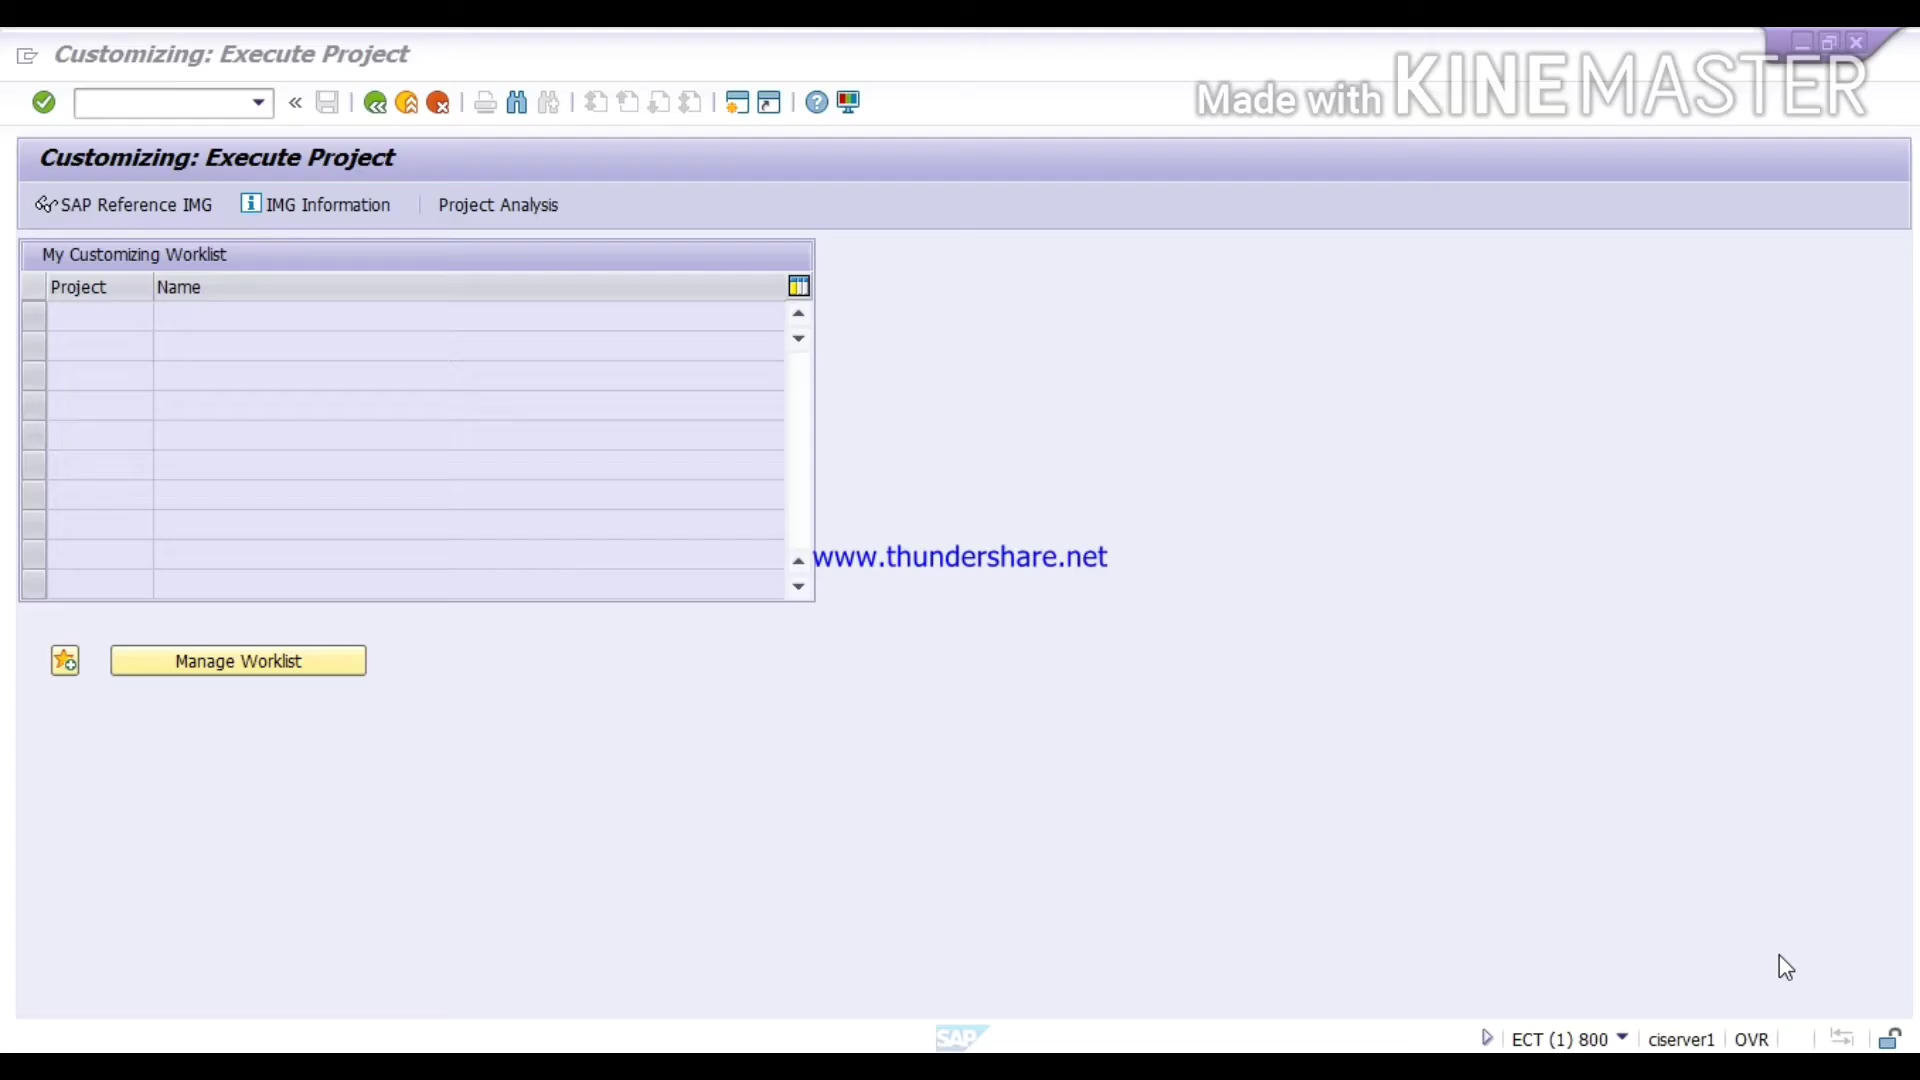 Customizing: Execute Project
Made with KINEMASTER
Customizing: Execute Project
SAP Reference IMG IMG Information Project Analysis
My Customizing Worklist
Project Name
www.thundershare.net
Manage Worklist
SAP ECT (1) 800 ciserver1 OVR